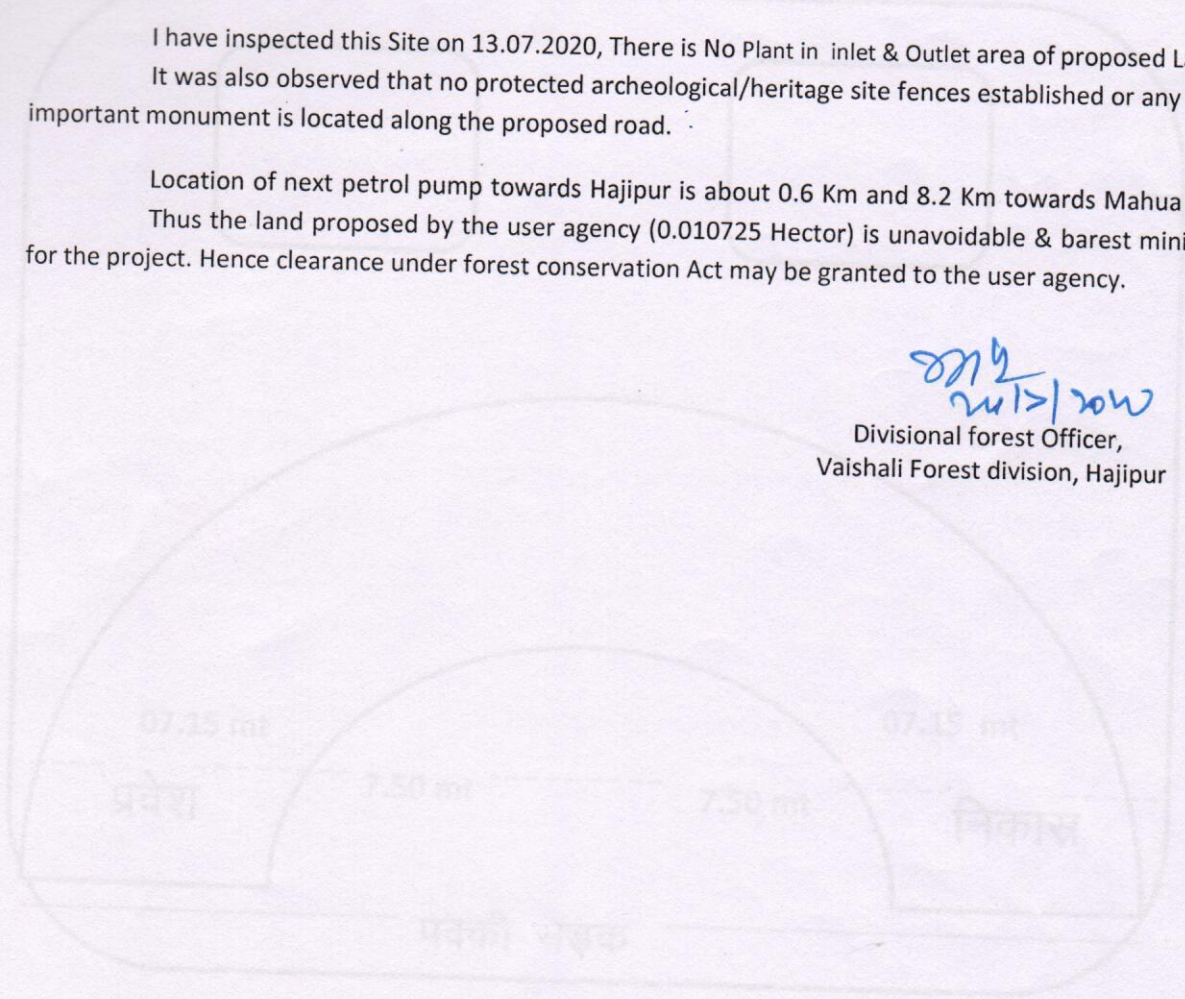 I have inspected this Site on 13.07.2020, There is No Plant in inlet & Outlet area of proposed L
It was also observed that no protected archeological/heritage site fences established or any
important monument is located along the proposed road.
Location of next petrol pump towards Hajipur is about 0.6 Km and 8.2 Km towards Mahua
Thus the land proposed by the user agency (0.010725 Hector) is unavoidable & barest mini
for the project. Hence clearance under forest conservation Act may be granted to the user agency.
Divisional forest Officer,
Vaishali Forest division, Hajipur
07.15 mt 07.15 mt
7.50 mt 7.50 mt
प्रवेश निकास
पक्की सड़क